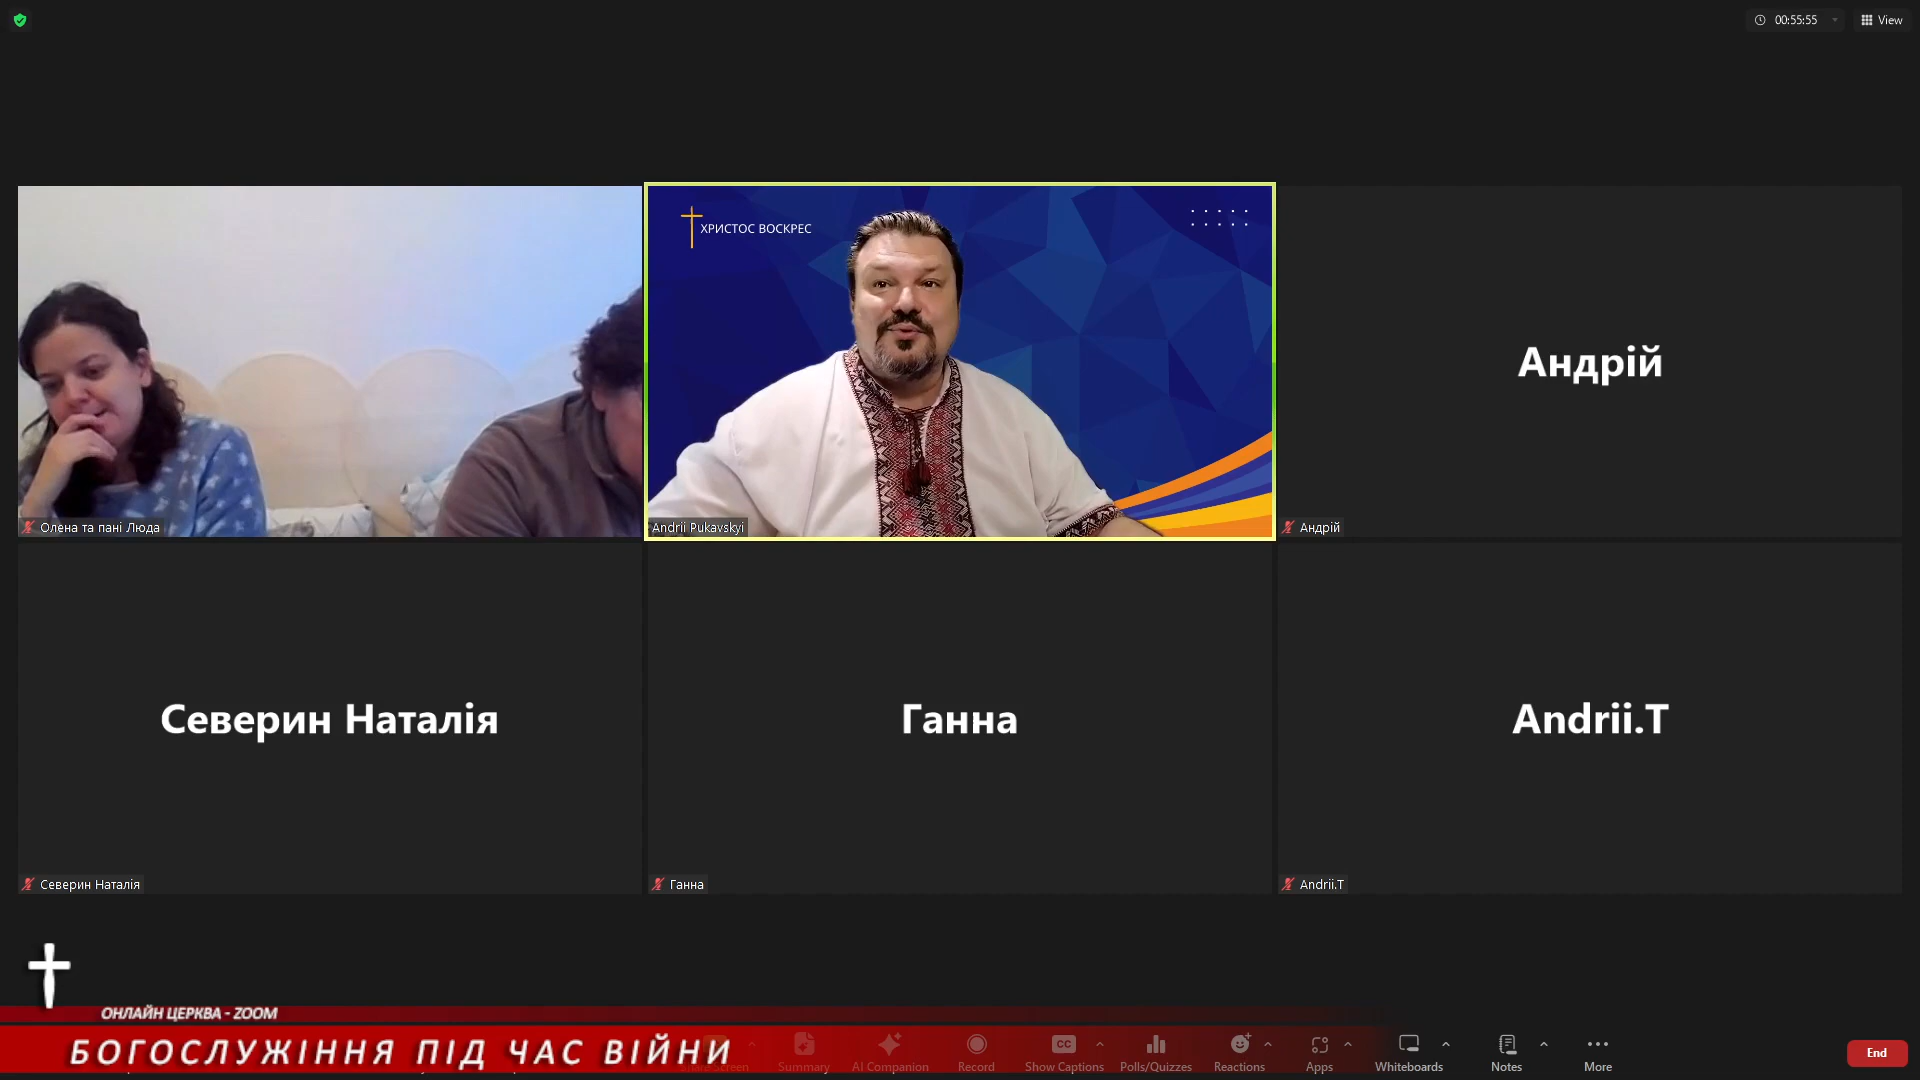 00:55:55
View
ХРИСТОС ВОСКРЕС
Андрій
Олена та пані Люда
Andrii Pukavskyi
Андрій
Северин Наталія
Ганна
Andrii.T
Северин Наталія
Ганна
Andrii.T
ОНЛАЙН ЦЕРКВА - ZOOM
БОГОСЛУЖІННЯ ПІД ЧАС ВІЙНИ
Summary
AI Companion
Record
CC
Show Captions
Polls/Quizzes
Reactions
Apps
Whiteboards
Notes
More
End